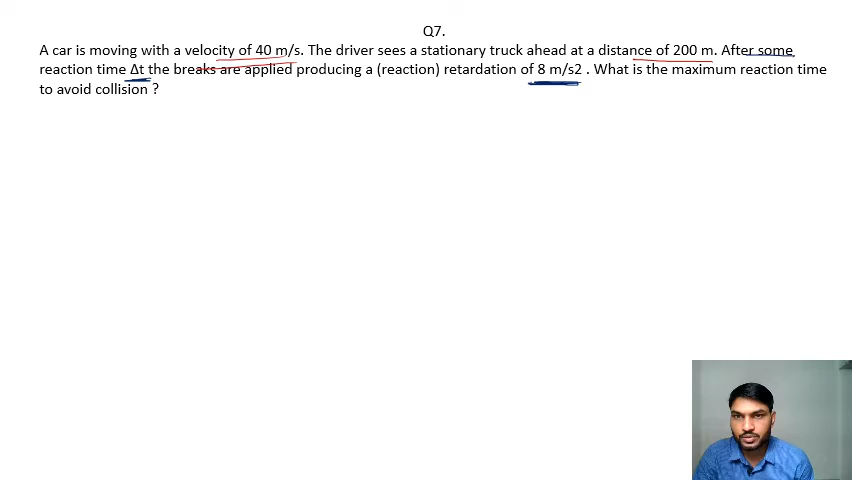 Q7.
A car is moving with a velocity of 40 m/s. The driver sees a stationary truck ahead at a distance of 200 m. After some
reaction time Δt the breaks are applied producing a (reaction) retardation of 8 m/s2 . What is the maximum reaction time
to avoid collision ?